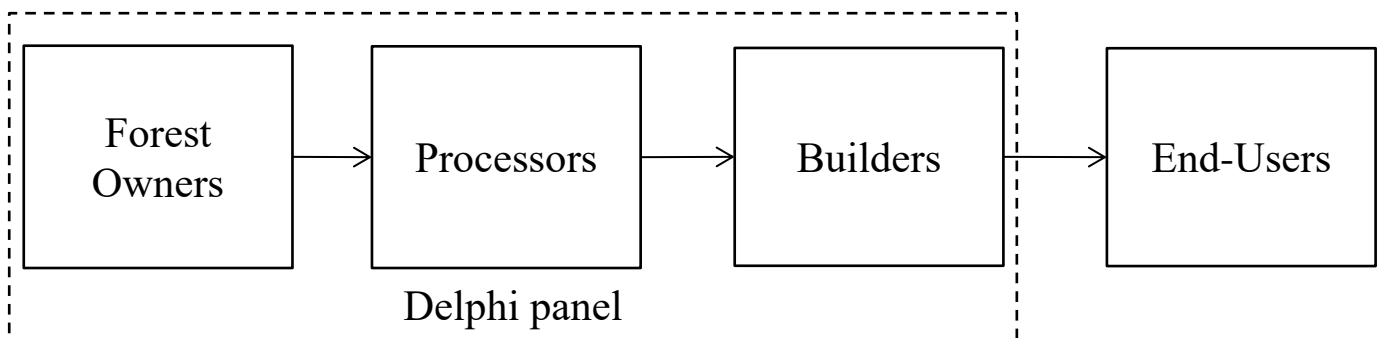 Forest
Owners
Processors
Builders
End-Users
Delphi panel